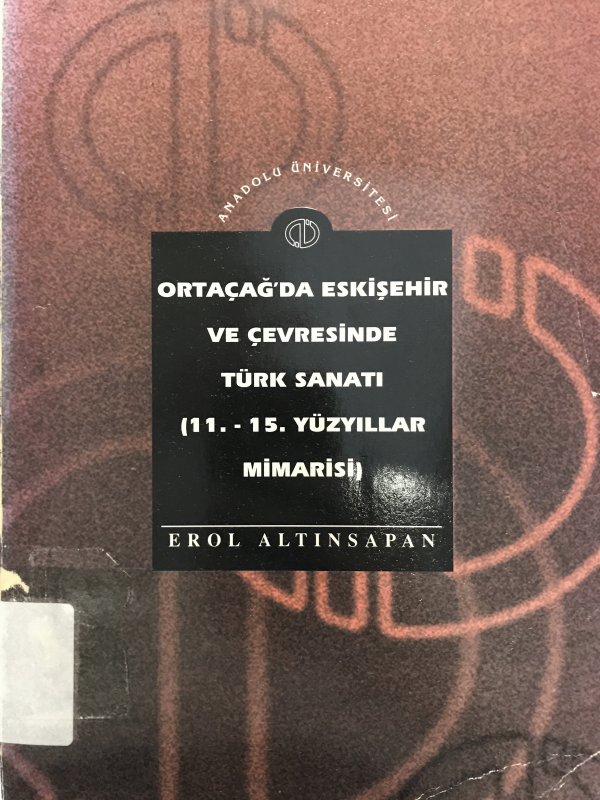 ANADOLU ÜNİVERSİTESİ
ORTAÇAĞ'DA ESKİŞEHİR
VE ÇEVRESİNDE
TÜRK SANATI
(11. - 15. YÜZYILLAR
MİMARİSİ)
EROL ALTINSAPAN